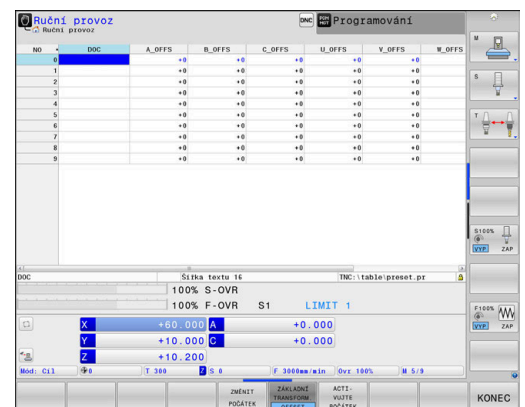 Ruční provoz
Ruční provoz
DNC
Programování
NO DOC A_OFFS B_OFFS C_OFFS U_OFFS V_OFFS W_OFFS
0 +0 +0 +0 +0 +0
1 +0 +0 +0 +0 +0
2 +0 +0 +0 +0 +0
3 +0 +0 +0 +0 +0
4 +0 +0 +0 +0 +0
5 +0 +0 +0 +0 +0
6 +0 +0 +0 +0 +0
7 +0 +0 +0 +0 +0
8 +0 +0 +0 +0 +0
9 +0 +0 +0 +0 +0
DOC Šířka textu 16 TNC:\table\preset.pr
100% S-OVR
100% F-OVR S1 LIMIT 1
X +60.000 A +0.000
Y +10.000 C +0.000
Z +10.200
Mód: Cíl 0 T 300 Z S 0 F 3000mm/min Ovr 100% M 5/9
ZMĚNIT POČÁTEK
ZÁKLADNÍ TRANSFORM OFFSET
ACTI- VUJTE POČÁTEK
KONEC
M
S
T
S100%
VYP ZAP
F100%
VYP ZAP